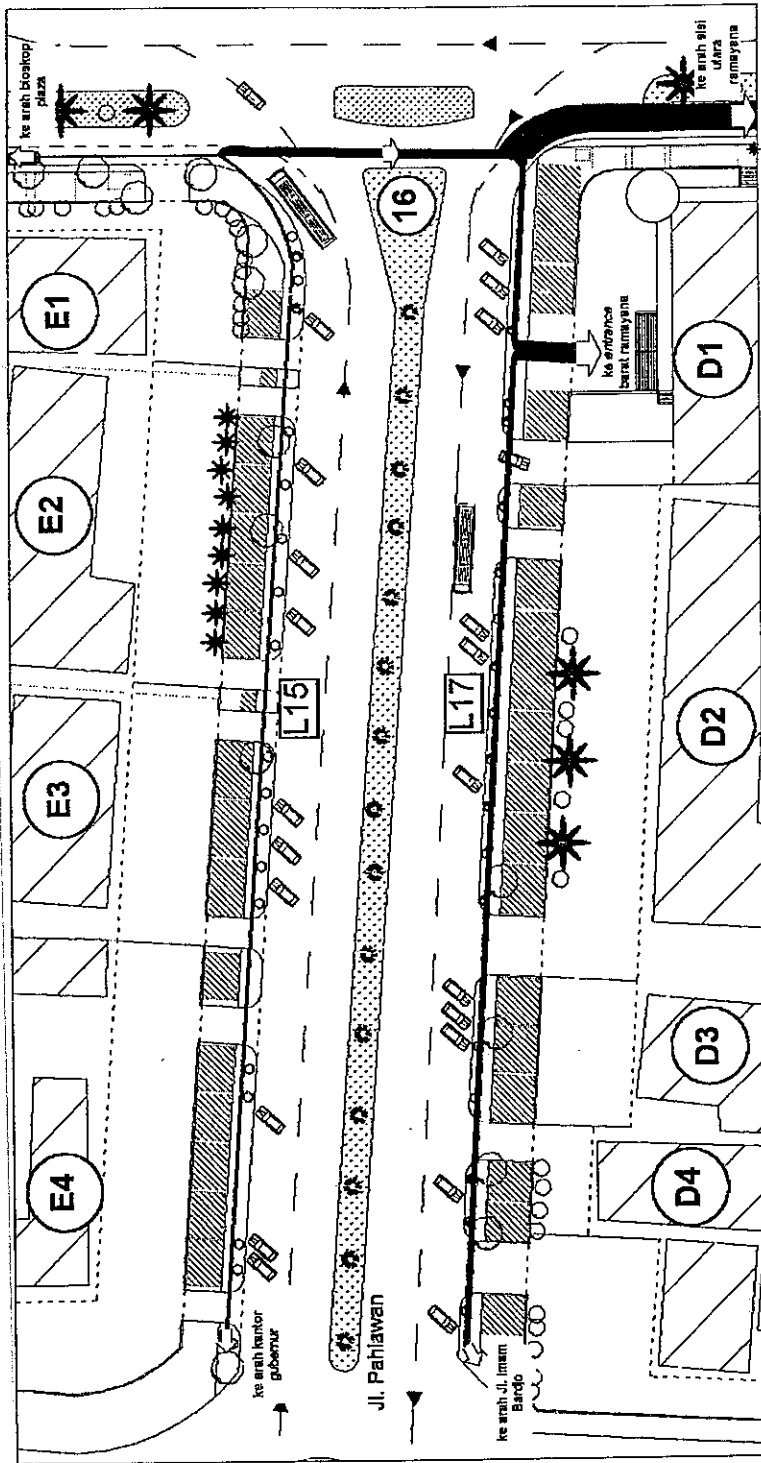 ke arah bioskop
plaza
ke arah sisi
utara
ramayana
16
E1
E2
E3
E4
L15
L17
ke entrance
barat ramayana
D1
D2
D3
D4
ke arah kantor
gubernur
Jl. Pahlawan
ke arah Jl. Imam
Bardjo